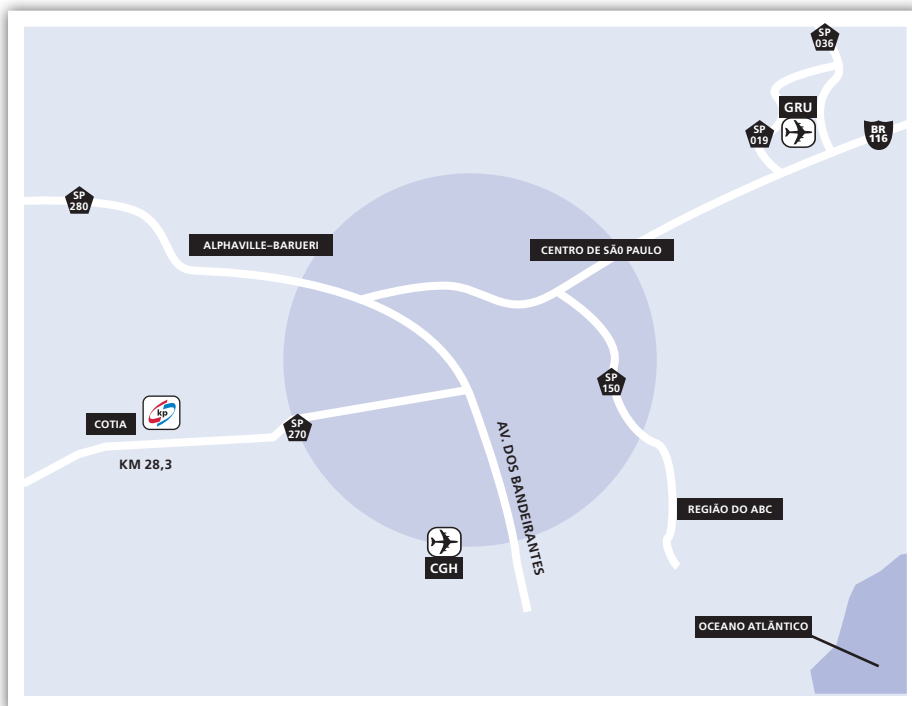 SP
036
GRU
SP
019
BR
116
SP
280
ALPHAVILLE–BARUERI
CENTRO DE SÃO PAULO
SP
150
kp
COTIA
SP
270
KM 28,3
AV. DOS BANDEIRANTES
REGIÃO DO ABC
CGH
OCEANO ATLÂNTICO